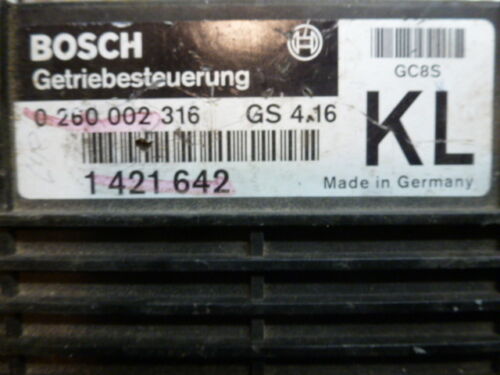 BOSCH
Getriebesteuerung
0 260 002 316 GS 4.16
1 421 642
GC8S
KL
Made in Germany